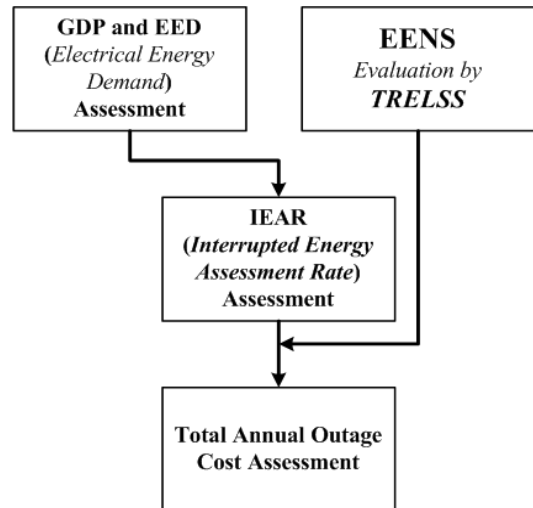 GDP and EED
(Electrical Energy
Demand)
Assessment
EENS
Evaluation by
TRELSS
IEAR
(Interrupted Energy
Assessment Rate)
Assessment
Total Annual Outage
Cost Assessment